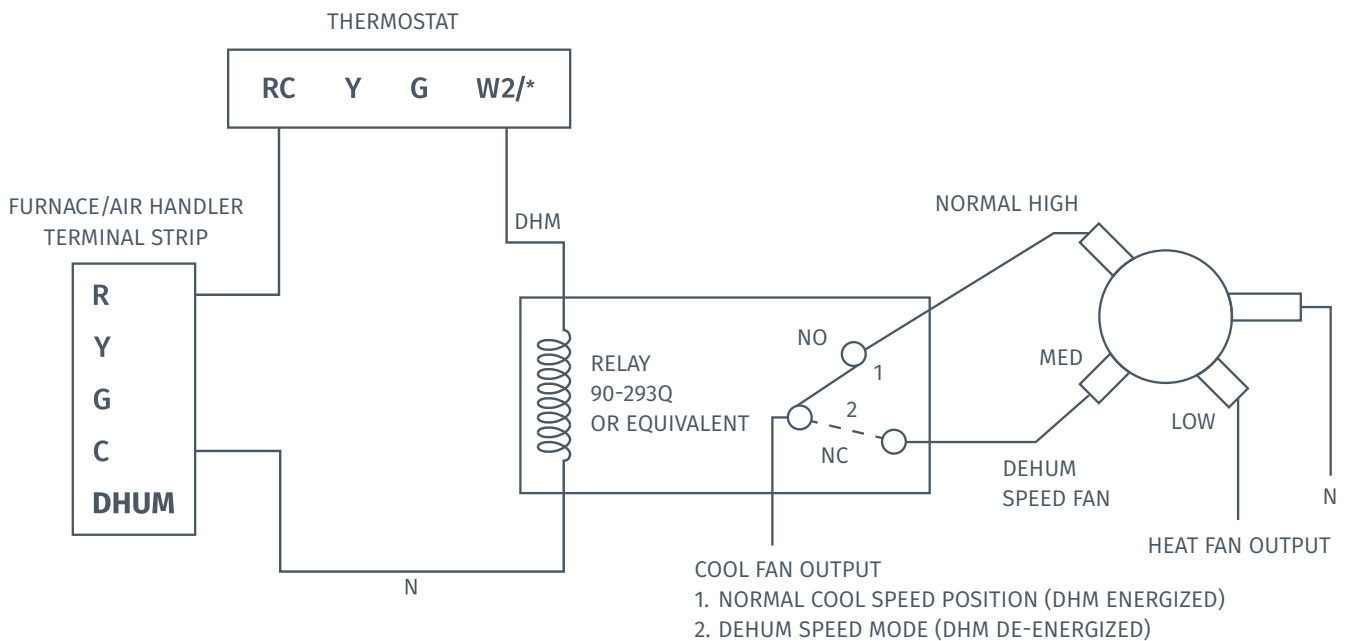 THERMOSTAT
RC Y G W2/*
FURNACE/AIR HANDLER
TERMINAL STRIP
R
Y
G
C
DHUM
DHM
N
RELAY
90-293Q
OR EQUIVALENT
NO
1
2
NC
COOL FAN OUTPUT
1. NORMAL COOL SPEED POSITION (DHM ENERGIZED)
2. DEHUM SPEED MODE (DHM DE-ENERGIZED)
NORMAL HIGH
MED
LOW
DEHUM
SPEED FAN
HEAT FAN OUTPUT
N